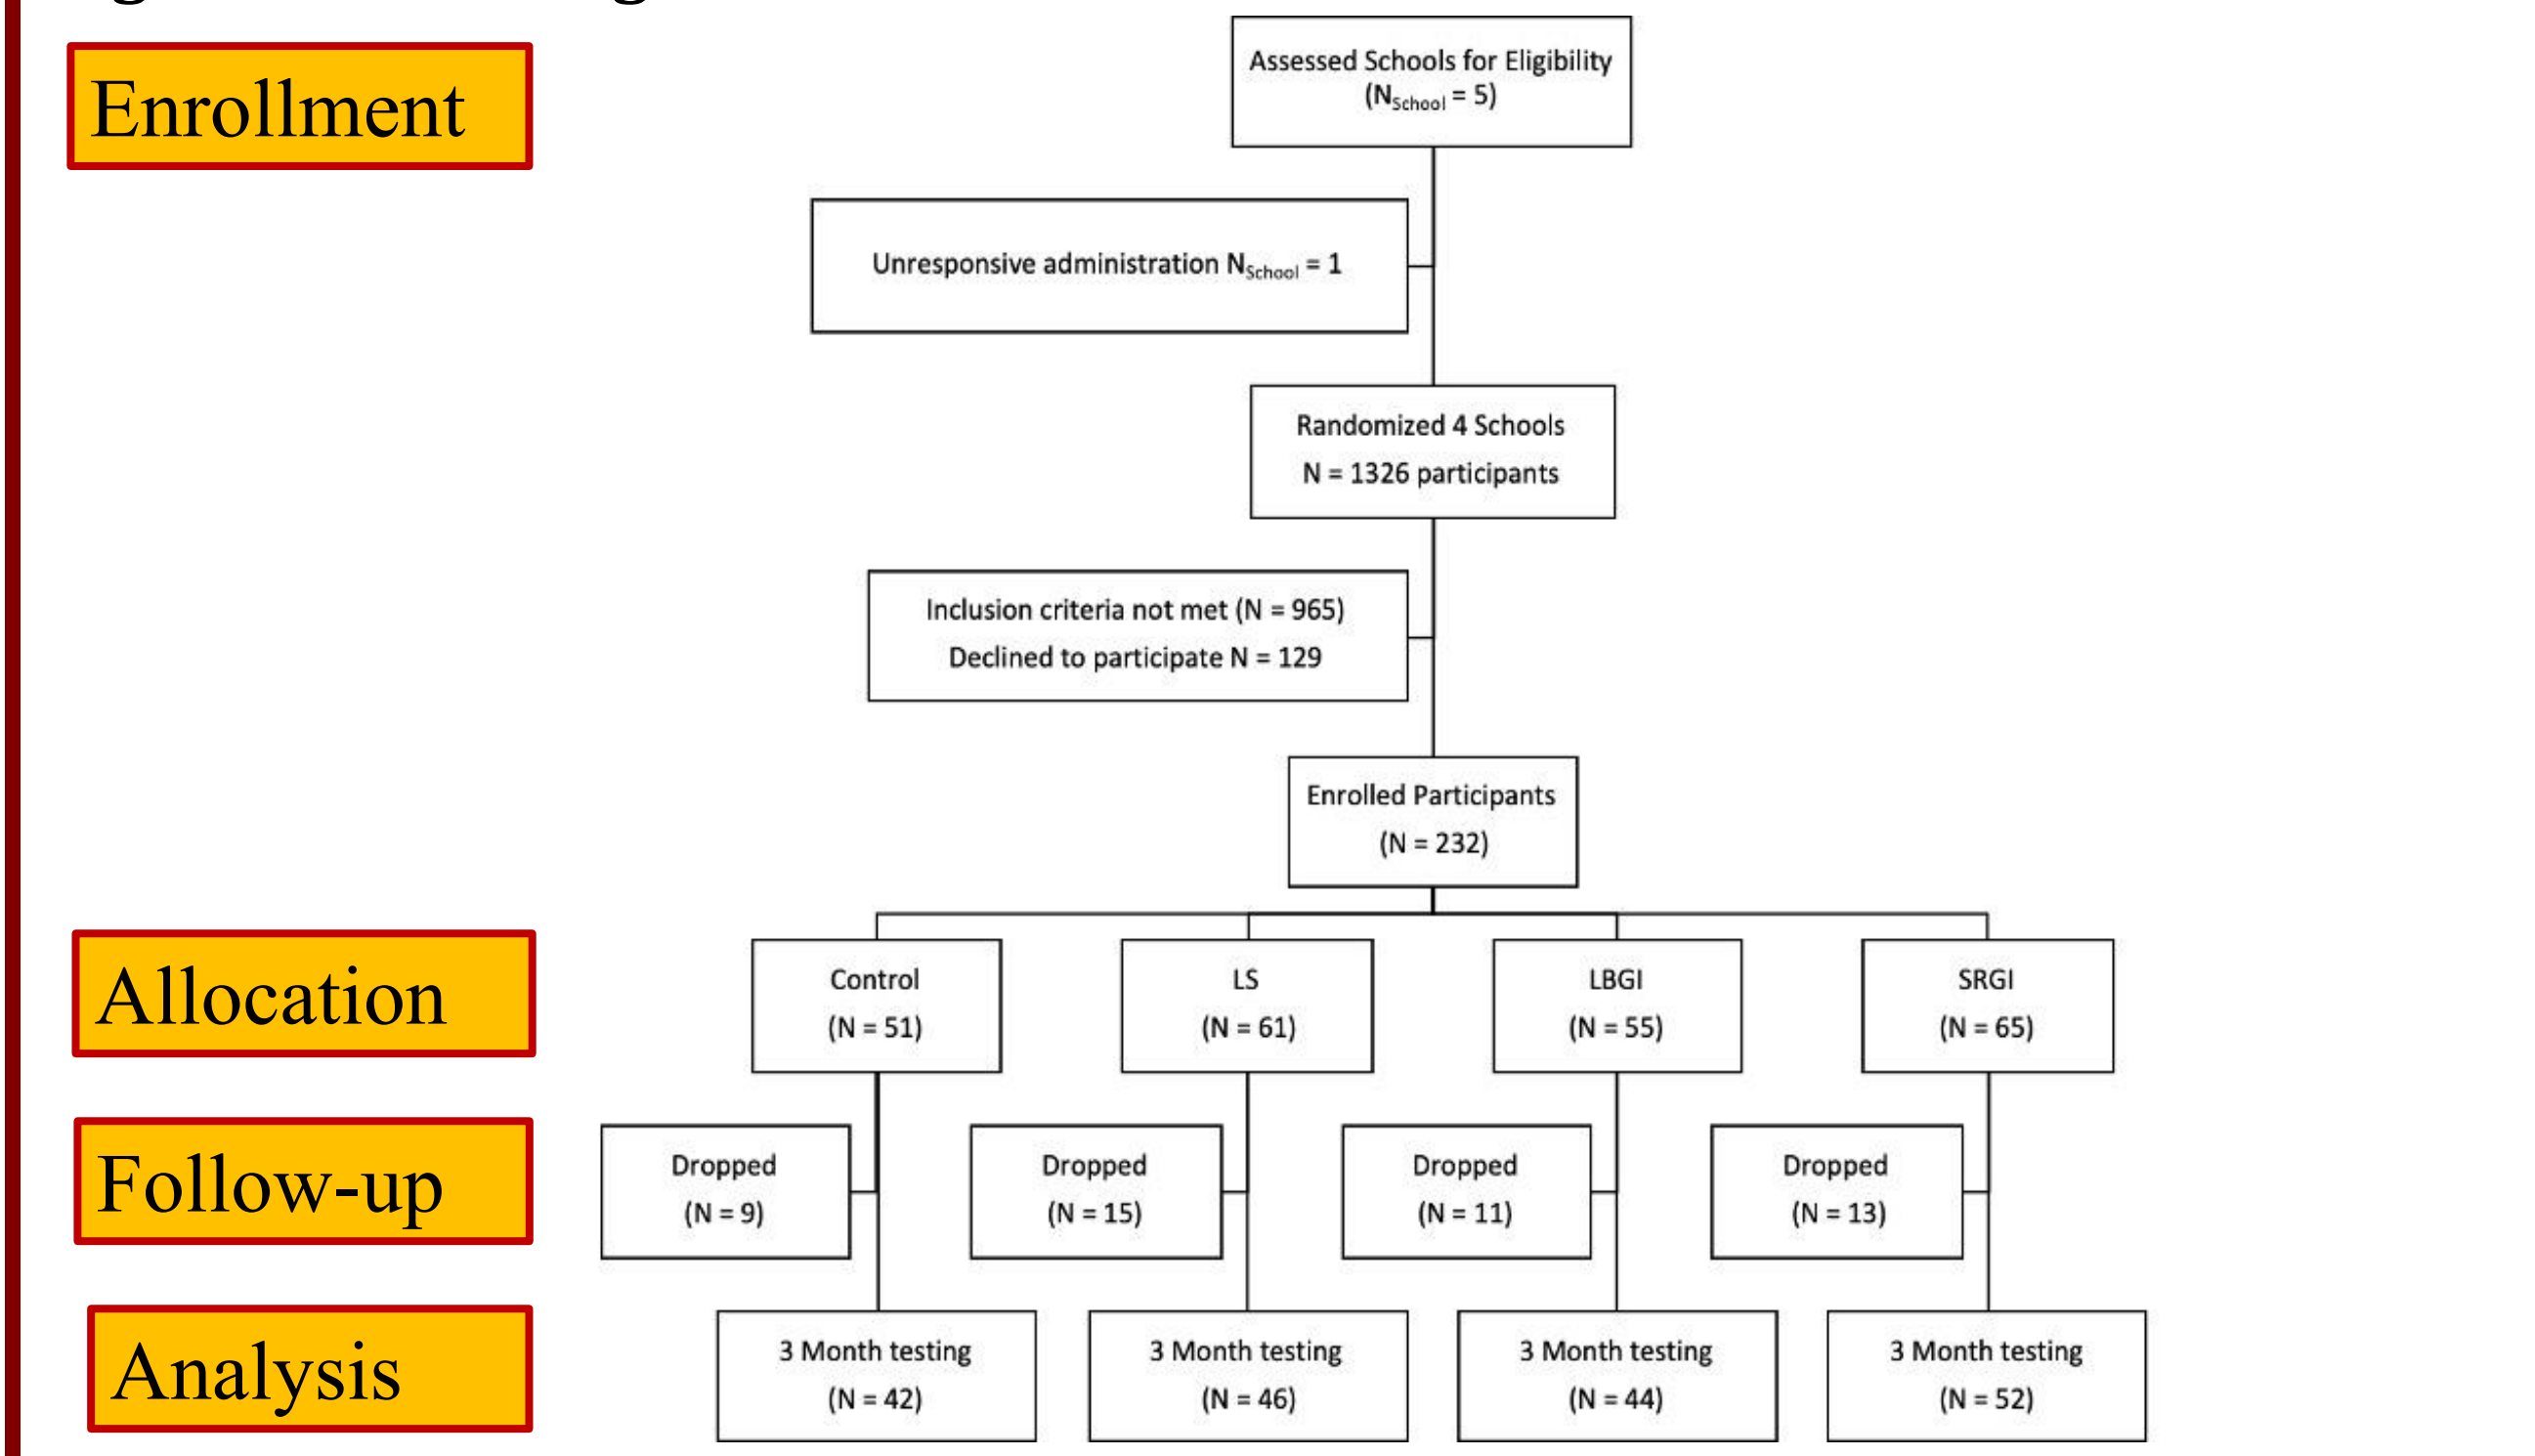 Enrollment
Assessed Schools for Eligibility
(NSchool = 5)
Unresponsive administration NSchool = 1
Randomized 4 Schools
N = 1326 participants
Inclusion criteria not met (N = 965)
Declined to participate N = 129
Enrolled Participants
(N = 232)
Allocation
Control
(N = 51)
LS
(N = 61)
LBGI
(N = 55)
SRGI
(N = 65)
Follow-up
Dropped
(N = 9)
Dropped
(N = 15)
Dropped
(N = 11)
Dropped
(N = 13)
Analysis
3 Month testing
(N = 42)
3 Month testing
(N = 46)
3 Month testing
(N = 44)
3 Month testing
(N = 52)